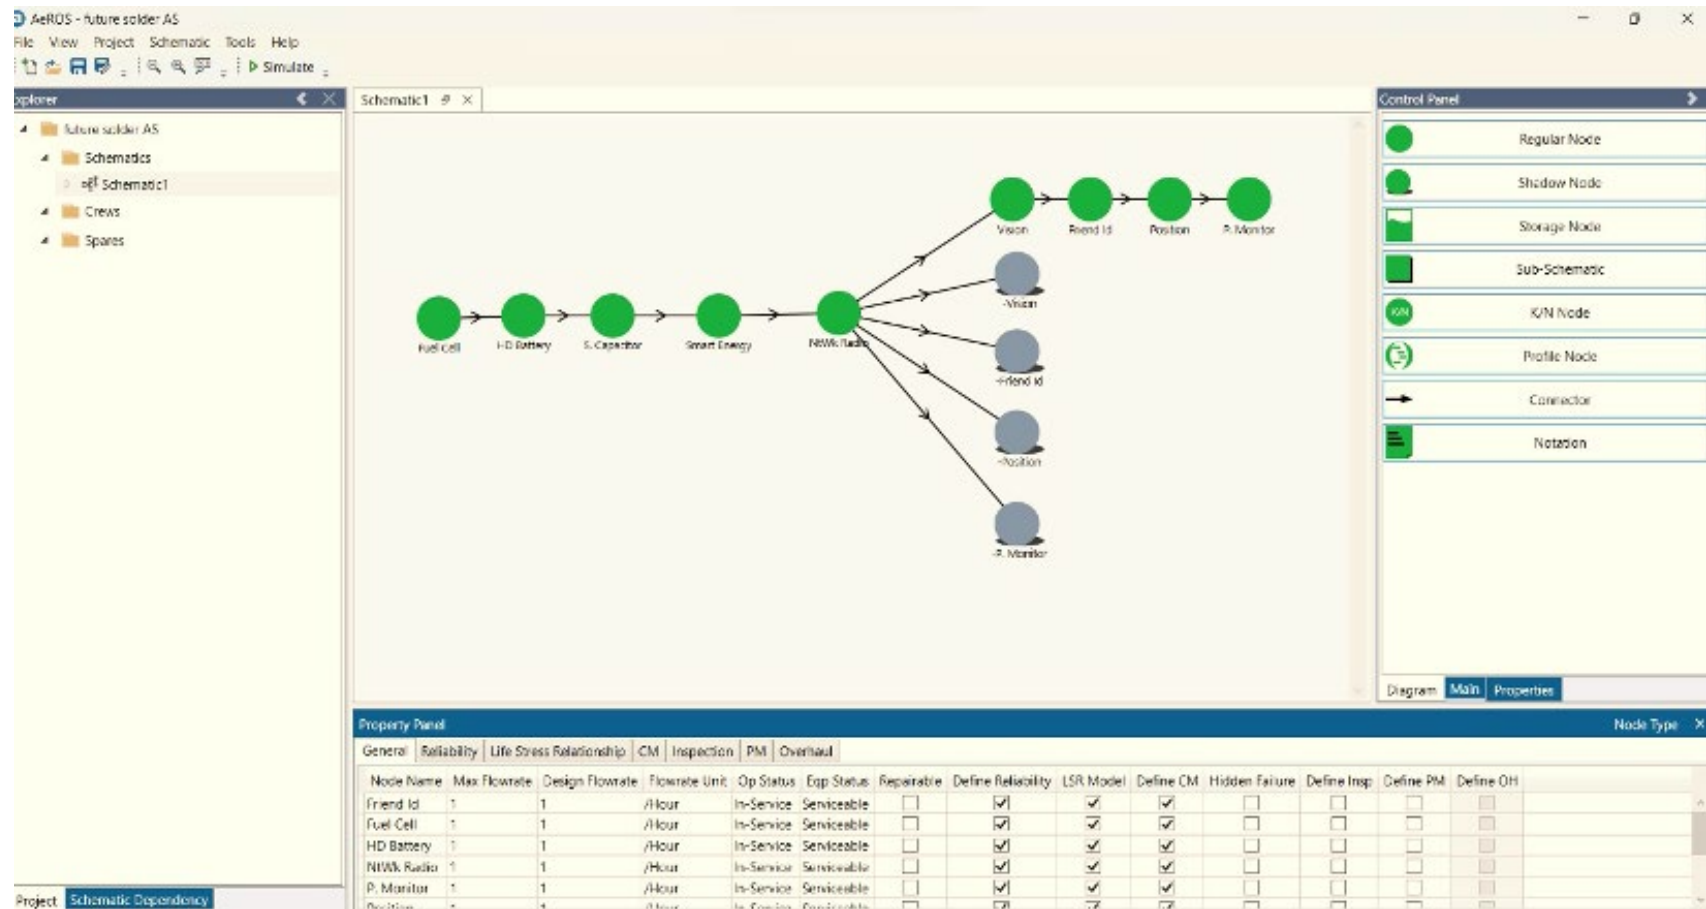 AeROS - future solder AS
File View Project Schematic Tools Help
Simulate
Explorer
future solder AS
Schematics
Schematic1
Crews
Spares
Project Schematic Dependency
Schematic1
Vision Friend Id Position P. Monitor
-Vision
Fuel Cell HD Battery S. Capacitor Smart Energy NtWk Radio
-Friend Id
-Position
-P. Monitor
Control Panel
Regular Node
Shadow Node
Storage Node
Sub-Schematic
K/N K/N Node
Profile Node
Connector
Notation
Diagram Main Properties
Property Panel Node Type
General Reliability Life Stress Relationship CM Inspection PM Overhaul
Node Name Max Flowrate Design Flowrate Flowrate Unit Op Status Eqp Status Repairable Define Reliability LSR Model Define CM Hidden Failure Define Insp Define PM Define OH
Friend Id 1 1 /Hour In-Service Serviceable
Fuel Cell 1 1 /Hour In-Service Serviceable
HD Battery 1 1 /Hour In-Service Serviceable
NtWk Radio 1 1 /Hour In-Service Serviceable
P. Monitor 1 1 /Hour In-Service Serviceable
Position 1 1 /Hour In-Service Serviceable